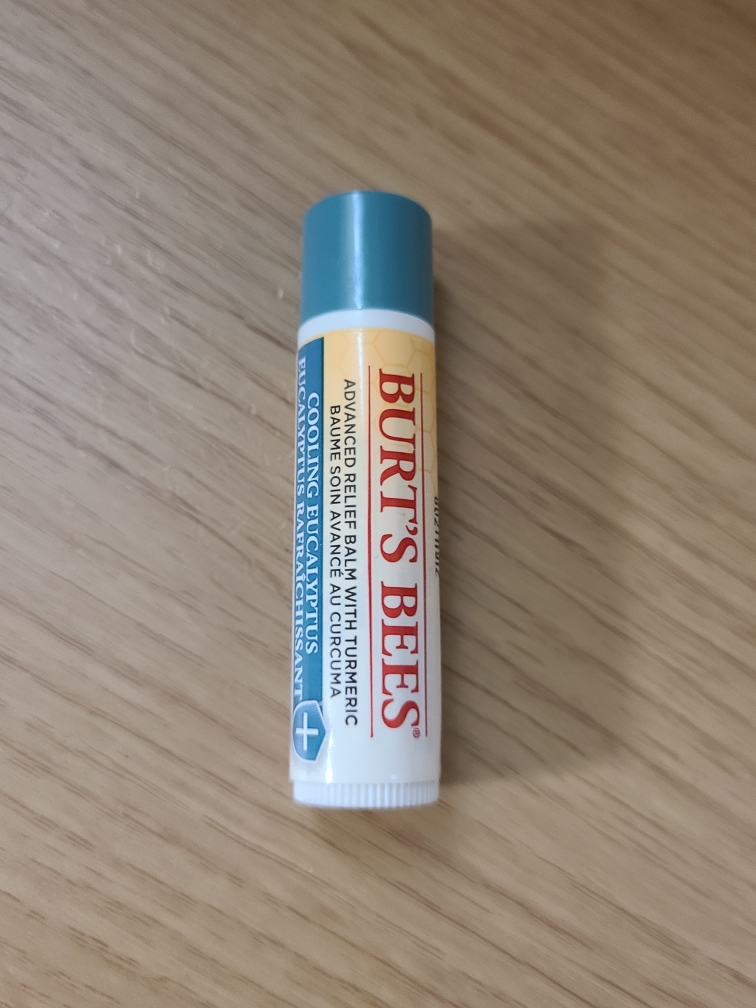 BURT'S BEES®
ADVANCED RELIEF BALM WITH TURMERIC
BAUME SOIN AVANCÉ AU CURCUMA
COOLING EUCALYPTUS
EUCALYPTUS RAFRAÎCHISSANT